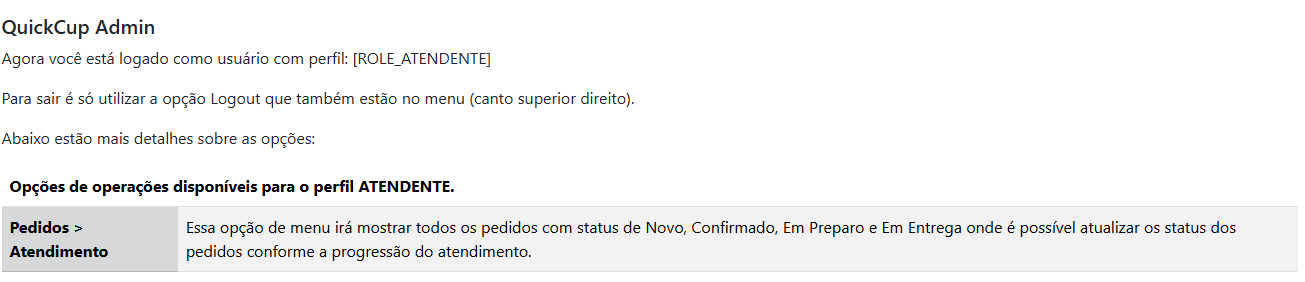 QuickCup Admin
Agora você está logado como usuário com perfil: [ROLE_ATENDENTE]
Para sair é só utilizar a opção Logout que também estão no menu (canto superior direito).
Abaixo estão mais detalhes sobre as opções:
Opções de operações disponíveis para o perfil ATENDENTE.
Pedidos >
Atendimento
Essa opção de menu irá mostrar todos os pedidos com status de Novo, Confirmado, Em Preparo e Em Entrega onde é possível atualizar os status dos
pedidos conforme a progressão do atendimento.